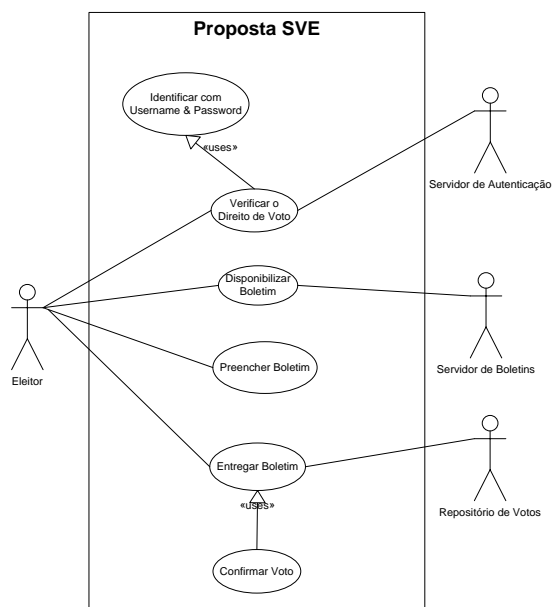 Proposta SVE
Identificar com
Username & Password
«uses»
Servidor de Autenticação
Verificar o
Direito de Voto
Disponibilizar
Boletim
Servidor de Boletins
Eleitor
Preencher Boletim
Entregar Boletim
Repositório de Votos
«uses»
Confirmar Voto